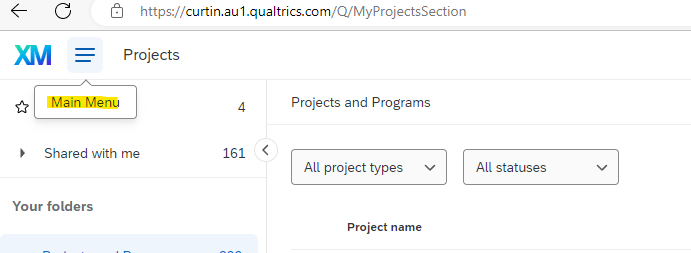 https://curtin.au1.qualtrics.com/Q/MyProjectsSection
XM Projects
Main Menu
4
Shared with me 161
Your folders
Projects and Programs
All project types All statuses
Project name